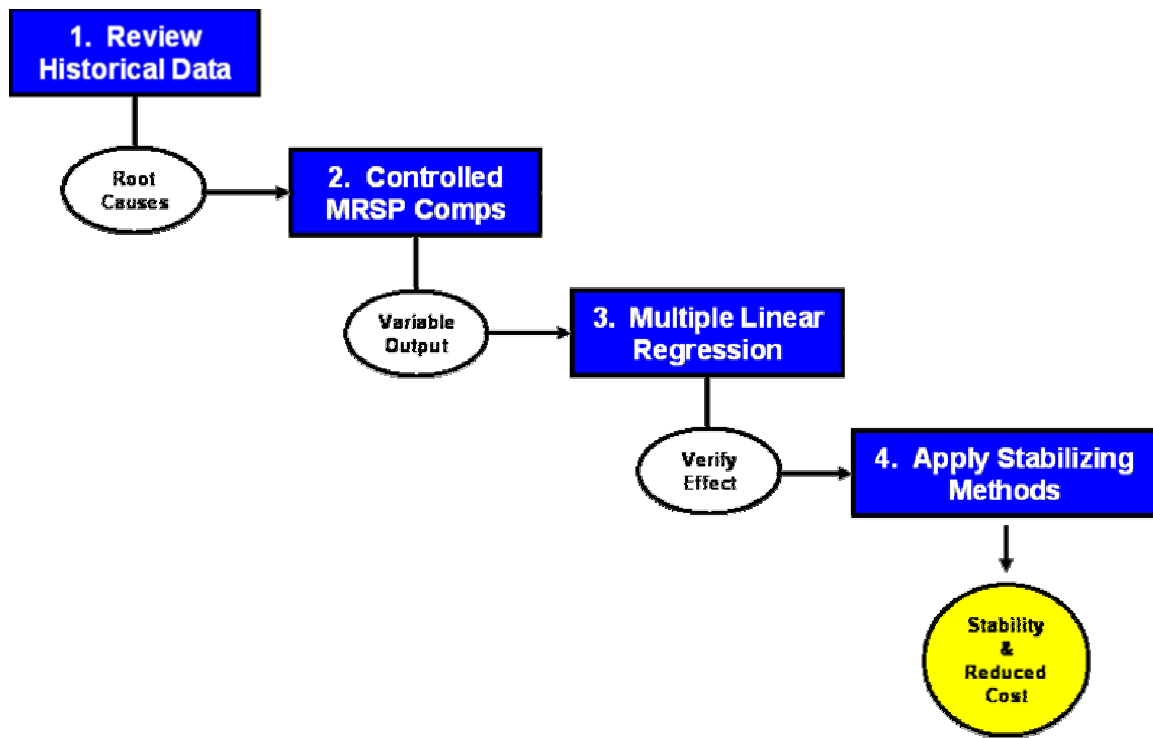 1. Review
Historical Data
Root
Causes
2. Controlled
MRSP Comps
Variable
Output
3. Multiple Linear
Regression
Verify
Effect
4. Apply Stabilizing
Methods
Stability
&
Reduced
Cost